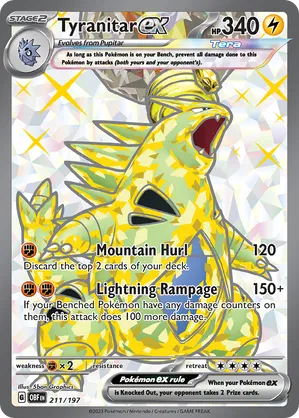 STAGE2 Tyranitar ex HP 340
Evolves from Pupitar
Tera
As long as this Pokémon is on your Bench, prevent all damage done to this
Pokémon by attacks (both yours and your opponent's).
Mountain Hurl 120
Discard the top 2 cards of your deck.
Lightning Rampage 150+
If your Benched Pokémon have any damage counters on
them, this attack does 100 more damage.
weakness ×2 resistance retreat
Illus. 5ban Graphics
Pokémon ex rule
When your Pokémon ex
is Knocked Out, your opponent takes 2 Prize cards.
G OBF EN 211/197
©2023 Pokémon / Nintendo / Creatures / GAME FREAK